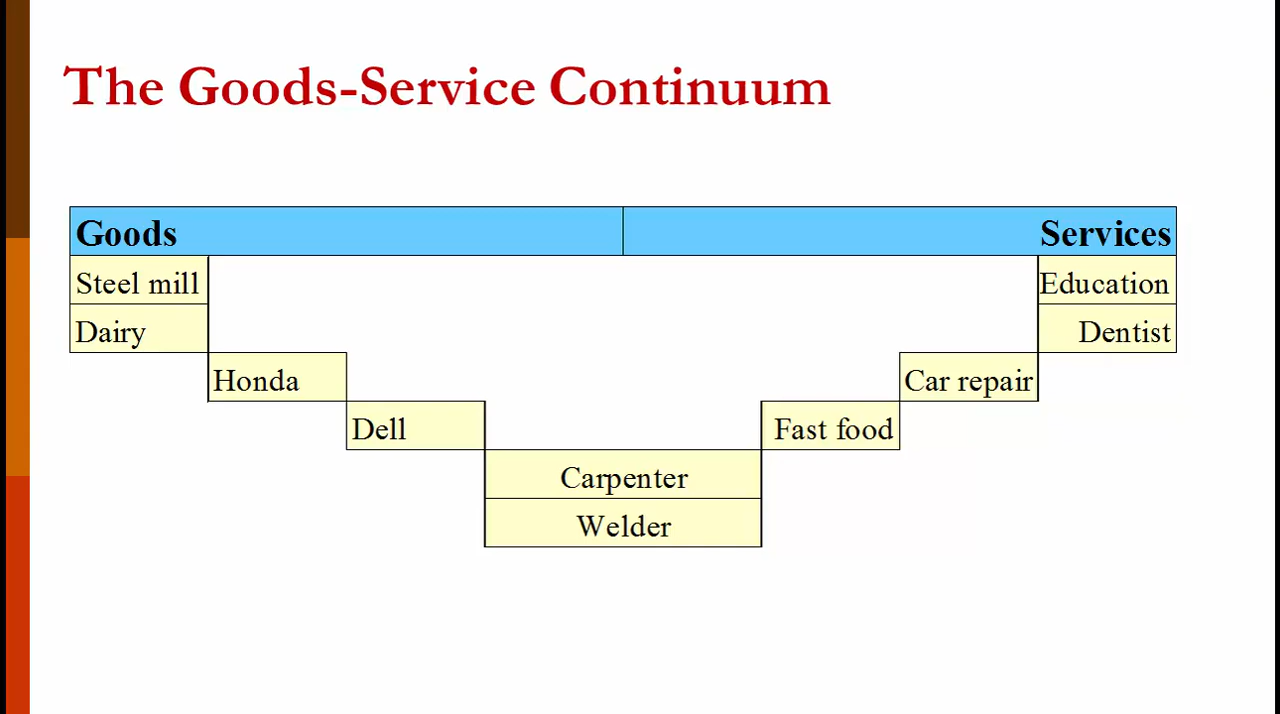 The Goods-Service Continuum
Goods Services
Steel mill Education
Dairy Dentist
Honda Car repair
Dell Fast food
Carpenter
Welder